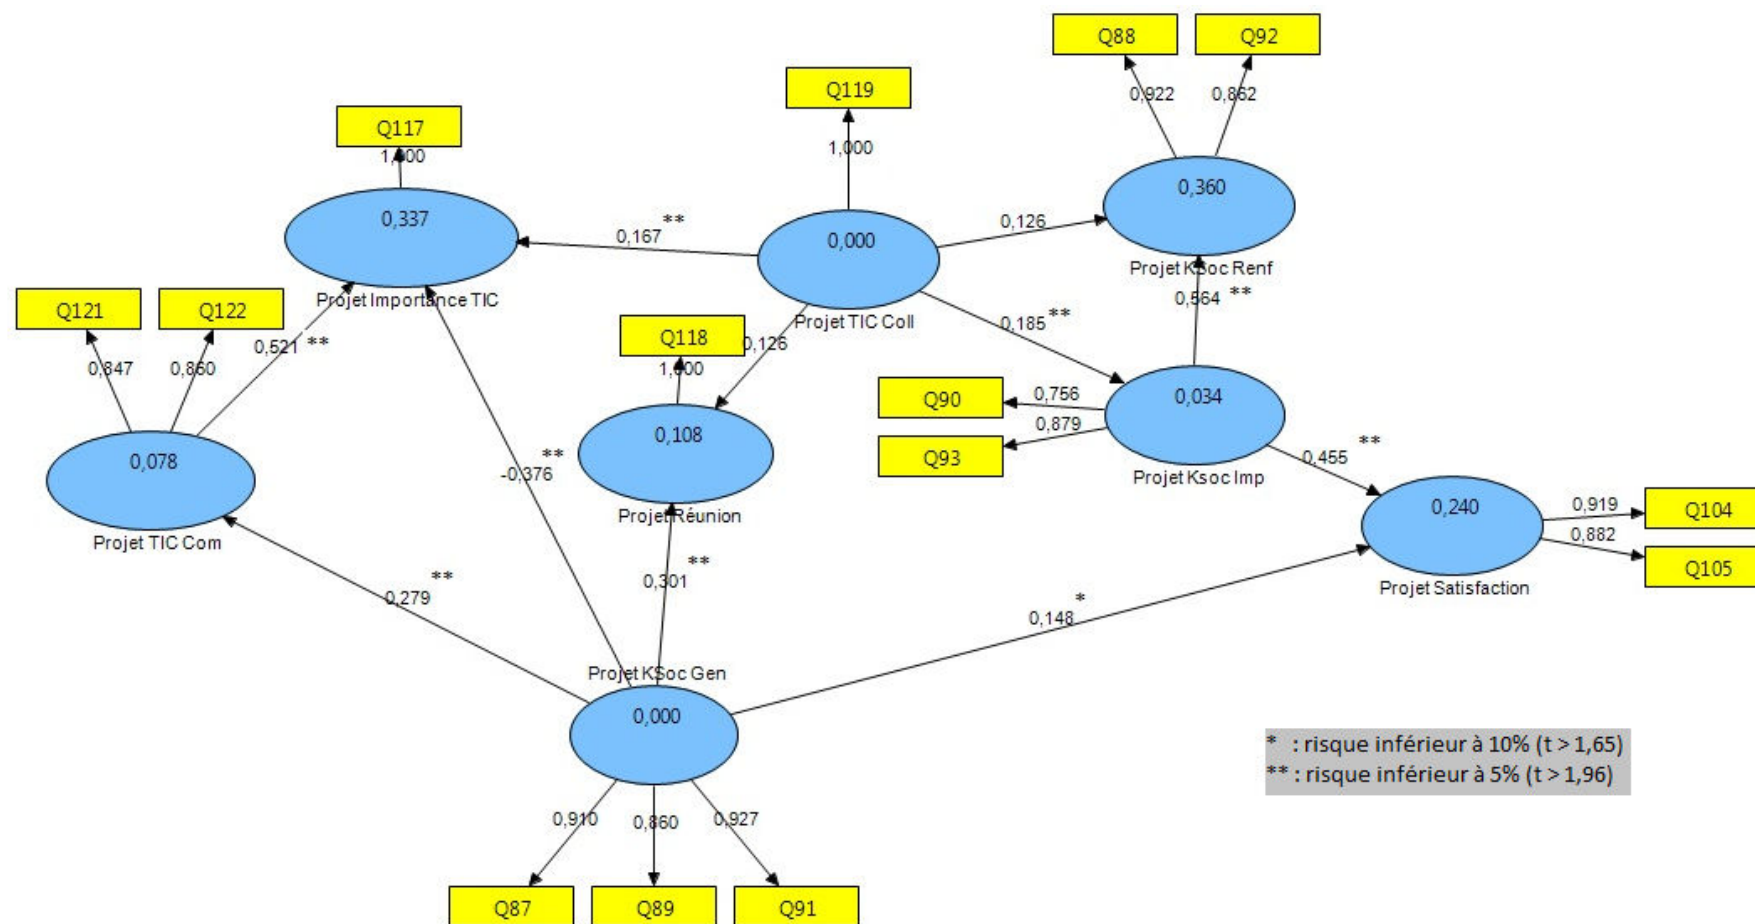 Q88
Q92
Q119
0,922
0,862
Q117
1,000
1,000
0,360
0,337
0,167
**
0,000
0,126
Projet KSoc Renf
Projet Importance TIC
0,564
**
Q121
Q122
Projet TIC Coll
0,185
**
0,521
**
Q118
0,126
0,847
0,860
1,000
Q90
0,756
0,034
0,879
Q93
0,108
0,078
-0,376
**
0,455
**
Projet Ksoc Imp
Projet Réunion
0,240
0,919
Q104
0,882
Q105
Projet TIC Com
Projet Satisfaction
0,279
**
0,301
**
0,148
*
Projet KSoc Gen
0,000
* : risque inférieur à 10% (t > 1,65)
** : risque inférieur à 5% (t > 1,96)
0,910
0,860
0,927
Q87
Q89
Q91